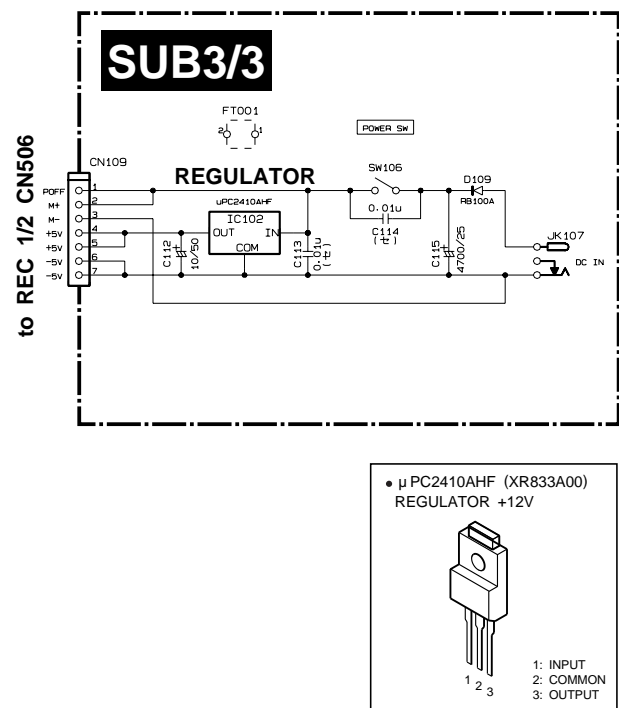 SUB3/3
FT001
2 1
POWER SW
to REC 1/2 CN506
CN109
REGULATOR
SW106
D109
RB100A
POFF 1
M+ 2
M- 3
+5V 4
+5V 5
-5V 6
-5V 7
uPC2410AHF
IC102
OUT IN
COM
C112
10/50
C113
0.01u
(セ)
0.01u
C114
(セ)
C115
4700/25
JK107
DC IN
● μ PC2410AHF (XR833A00)
REGULATOR +12V
1 2 3
1: INPUT
2: COMMON
3: OUTPUT